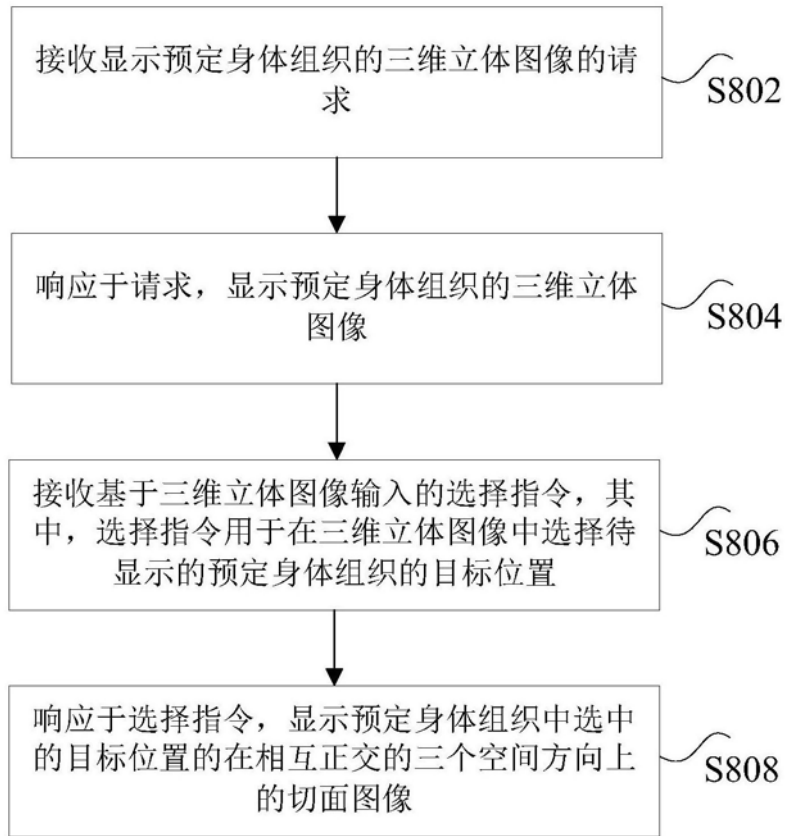 接收显示预定身体组织的三维立体图像的请
求
S802
响应于请求，显示预定身体组织的三维立体
图像
S804
接收基于三维立体图像输入的选择指令，其
中，选择指令用于在三维立体图像中选择待
显示的预定身体组织的目标位置
S806
响应于选择指令，显示预定身体组织中选中
的目标位置的在相互正交的三个空间方向上
的切面图像
S808